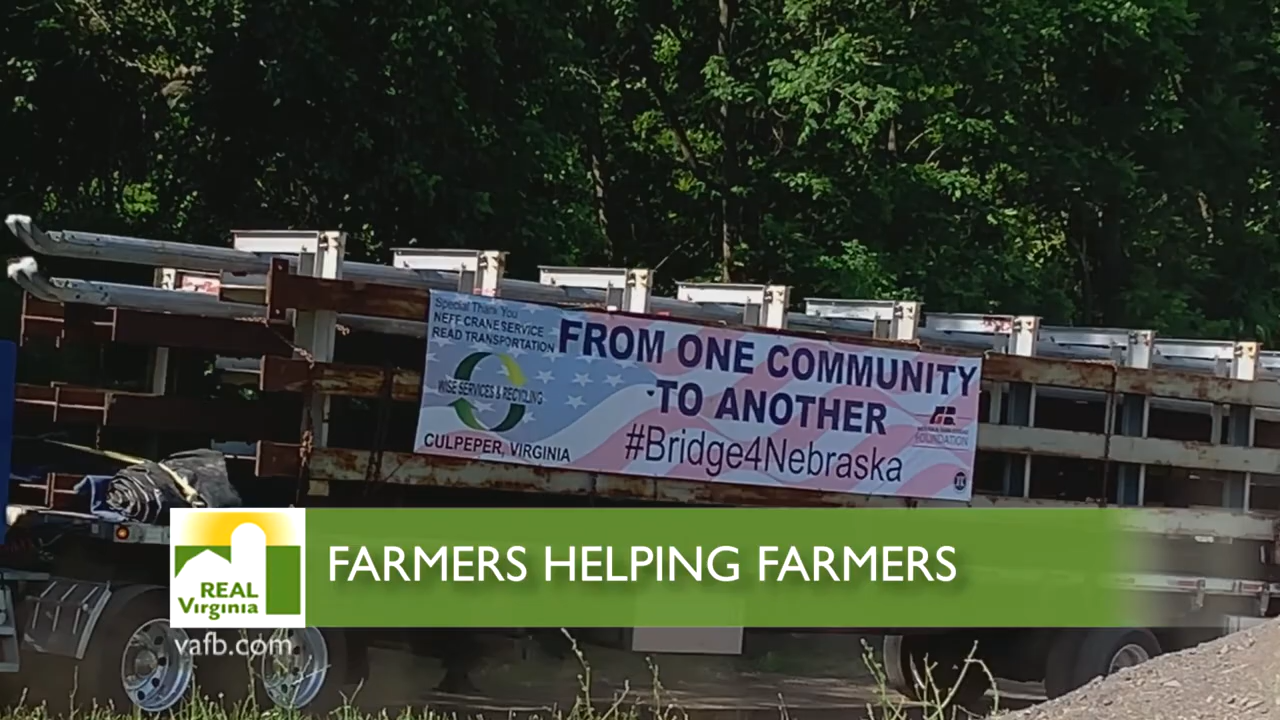 Special Thank You
NEFF CRANE SERVICE
READ TRANSPORTATION
WISE SERVICES & RECYCLING
CULPEPER, VIRGINIA
FROM ONE COMMUNITY
TO ANOTHER
#Bridge4Nebraska
FOUNDATION
REAL
Virginia
FARMERS HELPING FARMERS
vafb.com